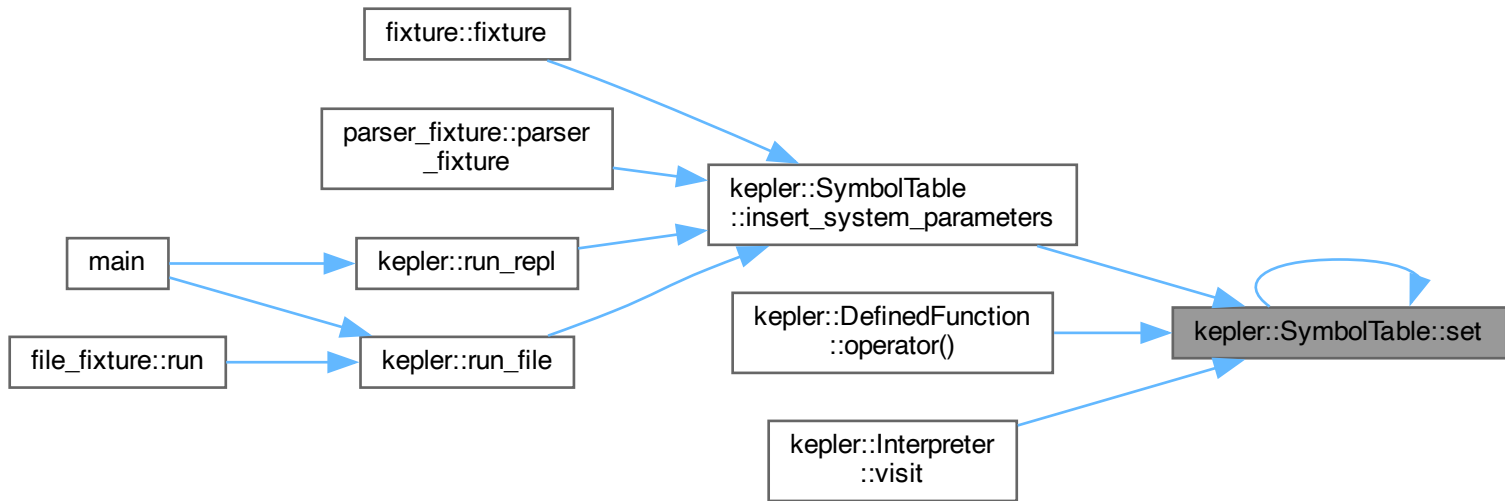 fixture::fixture
parser_fixture::parser
_fixture
kepler::SymbolTable
::insert_system_parameters
main
kepler::run_repl
kepler::DefinedFunction
::operator()
kepler::SymbolTable::set
file_fixture::run
kepler::run_file
kepler::Interpreter
::visit